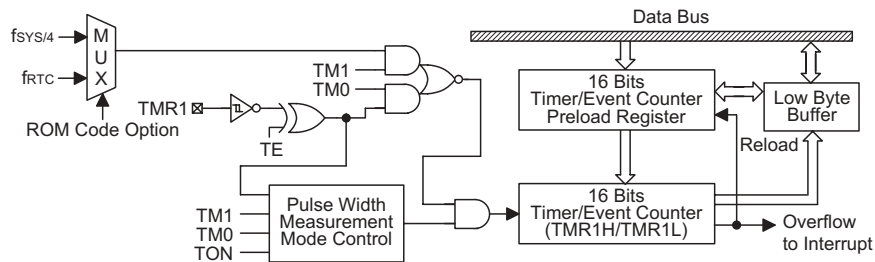 Data Bus
fSYS/4
M
U
X
fRTC
ROM Code Option
TMR1
TE
TM1
TM0
16 Bits
Timer/Event Counter
Preload Register
Low Byte
Buffer
Reload
TM1
TM0
TON
Pulse Width
Measurement
Mode Control
16 Bits
Timer/Event Counter
(TMR1H/TMR1L)
Overflow
to Interrupt